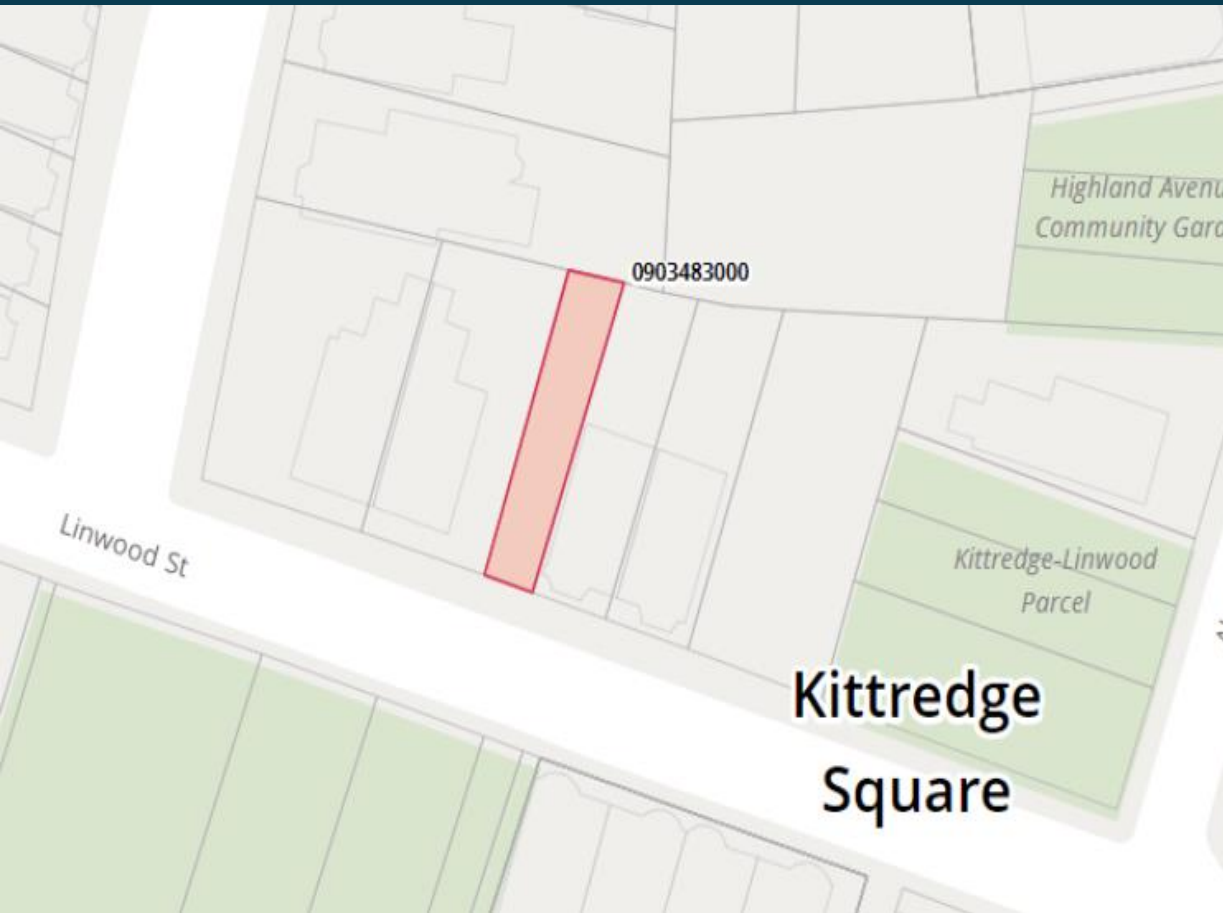 Highland Avenu
Community Gard
0903483000
Linwood St
Kittredge-Linwood
Parcel
Kittredge
Square